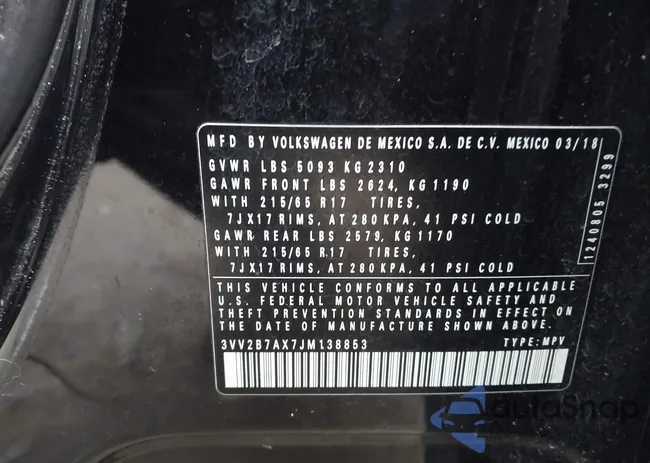 MFD BY VOLKSWAGEN DE MEXICO S.A. DE C.V. MEXICO 03/18
GVWR LBS 5093 KG 2310
GAWR FRONT LBS 2624, KG 1190
WITH 215/65 R17 TIRES,
7JX17 RIMS, AT 280 KPA, 41 PSI COLD
GAWR REAR LBS 2579, KG 1170
WITH 215/65 R17 TIRES,
7JX17 RIMS, AT 280 KPA, 41 PSI COLD
THIS VEHICLE CONFORMS TO ALL APPLICABLE
U.S. FEDERAL MOTOR VEHICLE SAFETY AND
THEFT PREVENTION STANDARDS IN EFFECT ON
THE DATE OF MANUFACTURE SHOWN ABOVE.
3VV2B7AX7JM138853 TYPE: MPV
1240805 3299
autoSnap